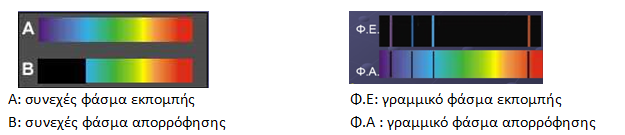 A
B
Α: συνεχές φάσμα εκπομπής
Β: συνεχές φάσμα απορρόφησης
Φ.Ε.
Φ.Α.
Φ.Ε: γραμμικό φάσμα εκπομπής
Φ.Α : γραμμικό φάσμα απορρόφησης